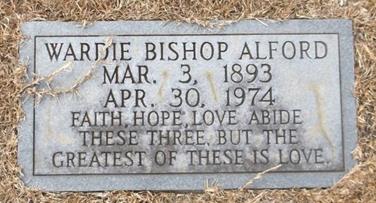 WARDIE BISHOP ALFORD
MAR. 3, 1893
APR. 30, 1974
FAITH, HOPE, LOVE ABIDE
THESE THREE, BUT THE
GREATEST OF THESE IS LOVE.